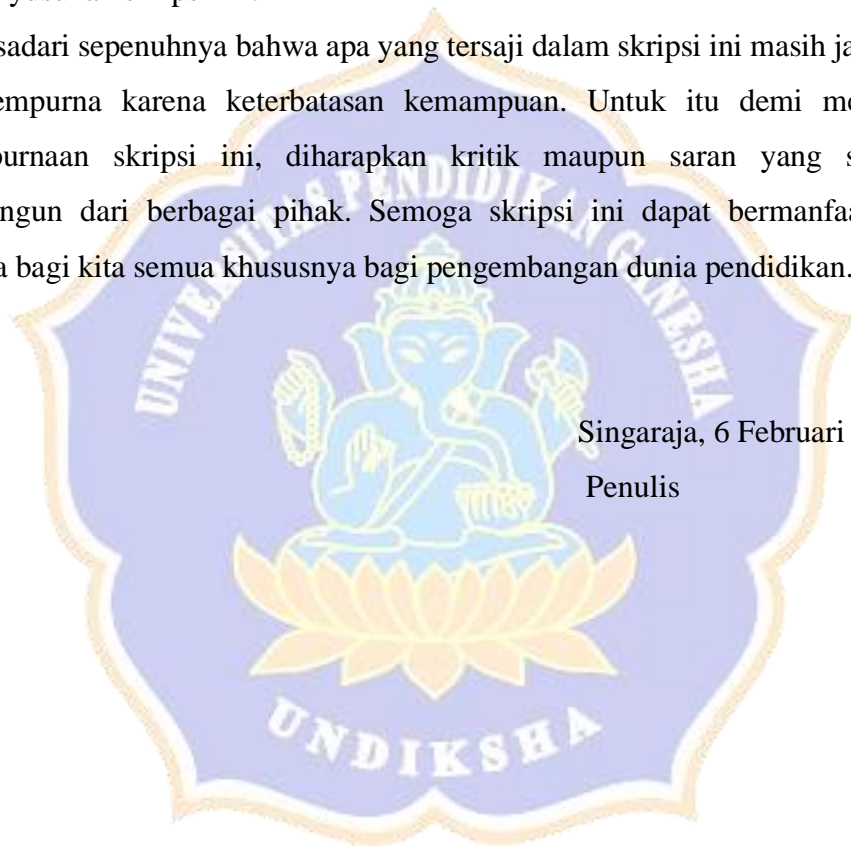 sadari sepenuhnya bahwa apa yang tersaji dalam skripsi ini masih ja
empurna karena keterbatasan kemampuan. Untuk itu demi me
purnaan skripsi ini, diharapkan kritik maupun saran yang s
ngun dari berbagai pihak. Semoga skripsi ini dapat bermanfaa
a bagi kita semua khususnya bagi pengembangan dunia pendidikan.
UNIVERSITAS PENDIDIKAN GANESHA
Singaraja, 6 Februari
Penulis
UNDIKSHA